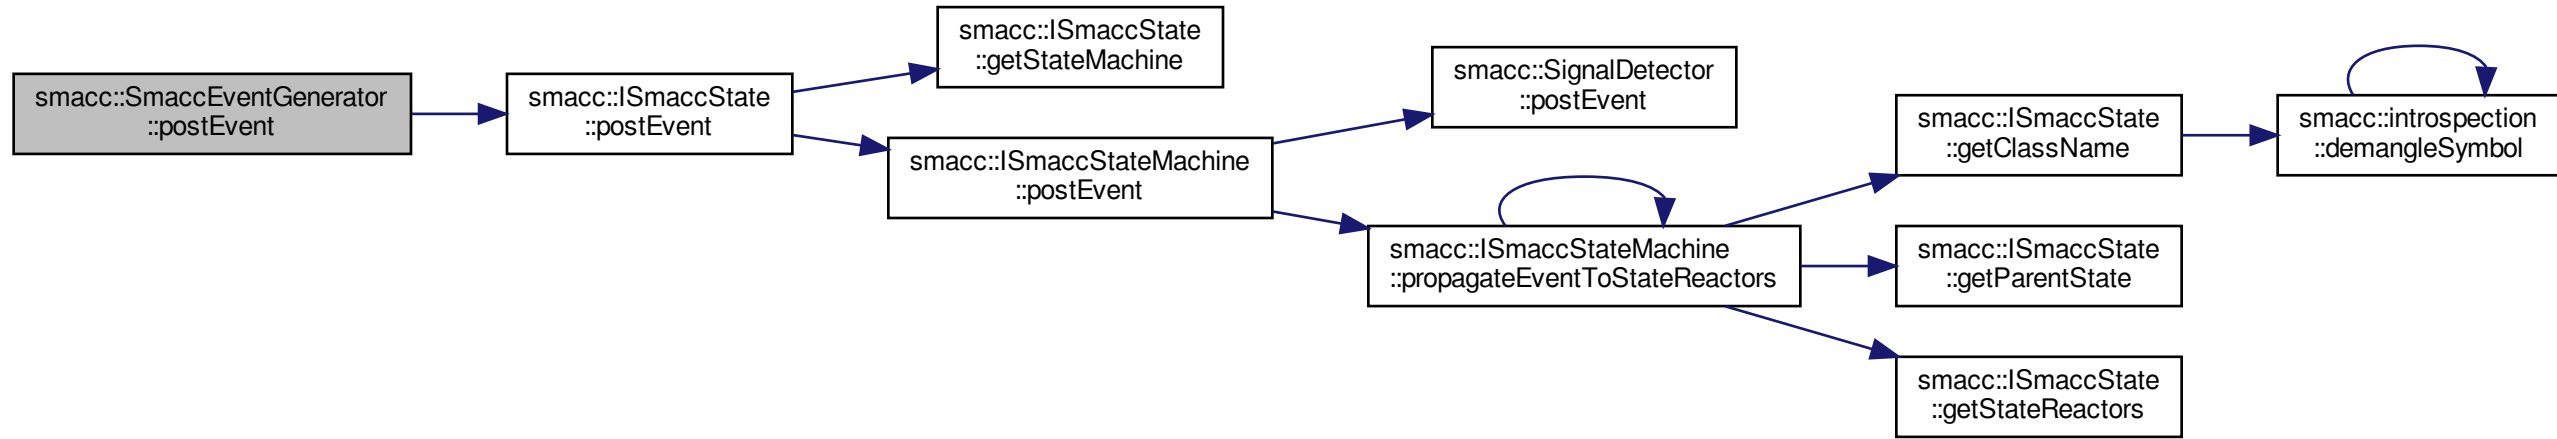 smacc::SmaccEventGenerator
::postEvent
smacc::ISmaccState
::postEvent
smacc::ISmaccState
::getStateMachine
smacc::ISmaccStateMachine
::postEvent
smacc::SignalDetector
::postEvent
smacc::ISmaccStateMachine
::propagateEventToStateReactors
smacc::ISmaccState
::getClassName
smacc::introspection
::demangleSymbol
smacc::ISmaccState
::getParentState
smacc::ISmaccState
::getStateReactors